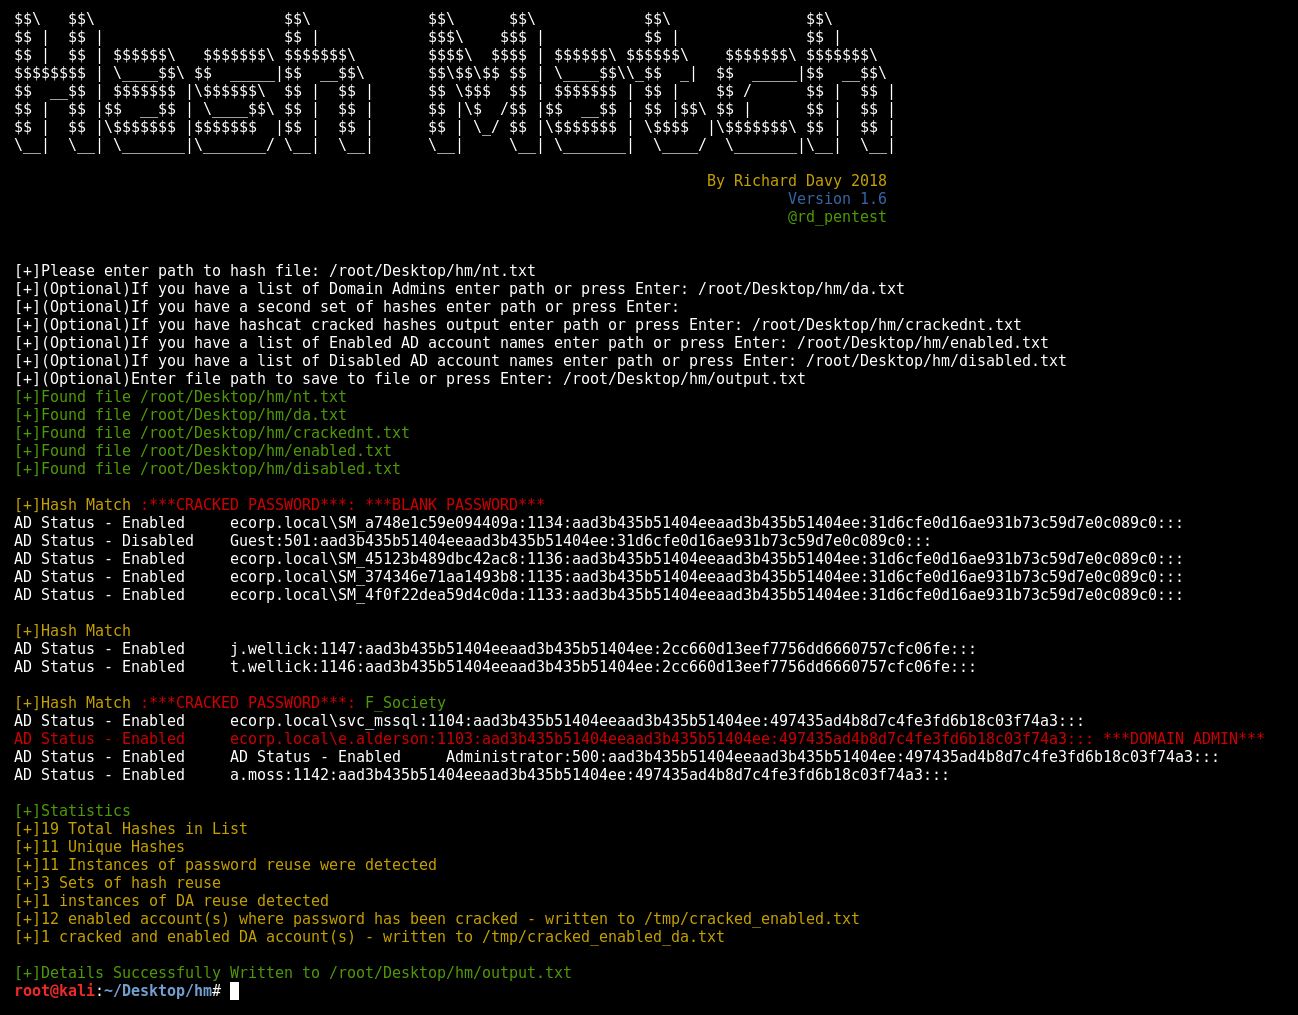 $$\   $$\                     $$\             $$\      $$\            $$\               $$\
$$ |  $$ |                    $$ |            $$$\    $$$ |           $$ |              $$ |
$$ |  $$ | $$$$$$\   $$$$$$$\ $$$$$$$\        $$$$\  $$$$ | $$$$$$\ $$$$$$\    $$$$$$$\ $$$$$$$\
$$$$$$$$ | \____$$\ $$  _____|$$  __$$\       $$\$$\$$ $$ | \____$$\\_$$  _|  $$  _____|$$  __$$\
$$  __$$ | $$$$$$$ |\$$$$$$\  $$ |  $$ |      $$ \$$$  $$ | $$$$$$$ | $$ |    $$ /      $$ |  $$ |
$$ |  $$ |$$  __$$ | \____$$\ $$ |  $$ |      $$ |\$  /$$ |$$  __$$ | $$ |$$\ $$ |      $$ |  $$ |
$$ |  $$ |\$$$$$$$ |$$$$$$$  |$$ |  $$ |      $$ | \_/ $$ |\$$$$$$$ | \$$$$  |\$$$$$$$\ $$ |  $$ |
\__|  \__| \_______|\_______/ \__|  \__|      \__|     \__| \_______|  \____/  \_______|\__|  \__|
By Richard Davy 2018
Version 1.6
@rd_pentest
[+]Please enter path to hash file: /root/Desktop/hm/nt.txt
[+](Optional)If you have a list of Domain Admins enter path or press Enter: /root/Desktop/hm/da.txt
[+](Optional)If you have a second set of hashes enter path or press Enter:
[+](Optional)If you have hashcat cracked hashes output enter path or press Enter: /root/Desktop/hm/crackednt.txt
[+](Optional)If you have a list of Enabled AD account names enter path or press Enter: /root/Desktop/hm/enabled.txt
[+](Optional)If you have a list of Disabled AD account names enter path or press Enter: /root/Desktop/hm/disabled.txt
[+](Optional)Enter file path to save to file or press Enter: /root/Desktop/hm/output.txt
[+]Found file /root/Desktop/hm/nt.txt
[+]Found file /root/Desktop/hm/da.txt
[+]Found file /root/Desktop/hm/crackednt.txt
[+]Found file /root/Desktop/hm/enabled.txt
[+]Found file /root/Desktop/hm/disabled.txt
[+]Hash Match :***CRACKED PASSWORD***: ***BLANK PASSWORD***
AD Status - Enabled     ecorp.local\SM_a748e1c59e094409a:1134:aad3b435b51404eeaad3b435b51404ee:31d6cfe0d16ae931b73c59d7e0c089c0:::
AD Status - Disabled    Guest:501:aad3b435b51404eeaad3b435b51404ee:31d6cfe0d16ae931b73c59d7e0c089c0:::
AD Status - Enabled     ecorp.local\SM_45123b489dbc42ac8:1136:aad3b435b51404eeaad3b435b51404ee:31d6cfe0d16ae931b73c59d7e0c089c0:::
AD Status - Enabled     ecorp.local\SM_374346e71aa1493b8:1135:aad3b435b51404eeaad3b435b51404ee:31d6cfe0d16ae931b73c59d7e0c089c0:::
AD Status - Enabled     ecorp.local\SM_4f0f22dea59d4c0da:1133:aad3b435b51404eeaad3b435b51404ee:31d6cfe0d16ae931b73c59d7e0c089c0:::
[+]Hash Match
AD Status - Enabled     j.wellick:1147:aad3b435b51404eeaad3b435b51404ee:2cc660d13eef7756dd6660757cfc06fe:::
AD Status - Enabled     t.wellick:1146:aad3b435b51404eeaad3b435b51404ee:2cc660d13eef7756dd6660757cfc06fe:::
[+]Hash Match :***CRACKED PASSWORD***: F_Society
AD Status - Enabled     ecorp.local\svc_mssql:1104:aad3b435b51404eeaad3b435b51404ee:497435ad4b8d7c4fe3fd6b18c03f74a3:::
AD Status - Enabled     ecorp.local\e.alderson:1103:aad3b435b51404eeaad3b435b51404ee:497435ad4b8d7c4fe3fd6b18c03f74a3::: ***DOMAIN ADMIN***
AD Status - Enabled     AD Status - Enabled     Administrator:500:aad3b435b51404eeaad3b435b51404ee:497435ad4b8d7c4fe3fd6b18c03f74a3:::
AD Status - Enabled     a.moss:1142:aad3b435b51404eeaad3b435b51404ee:497435ad4b8d7c4fe3fd6b18c03f74a3:::
[+]Statistics
[+]19 Total Hashes in List
[+]11 Unique Hashes
[+]11 Instances of password reuse were detected
[+]3 Sets of hash reuse
[+]1 instances of DA reuse detected
[+]12 enabled account(s) where password has been cracked - written to /tmp/cracked_enabled.txt
[+]1 cracked and enabled DA account(s) - written to /tmp/cracked_enabled_da.txt
[+]Details Successfully Written to /root/Desktop/hm/output.txt
root@kali:~/Desktop/hm#